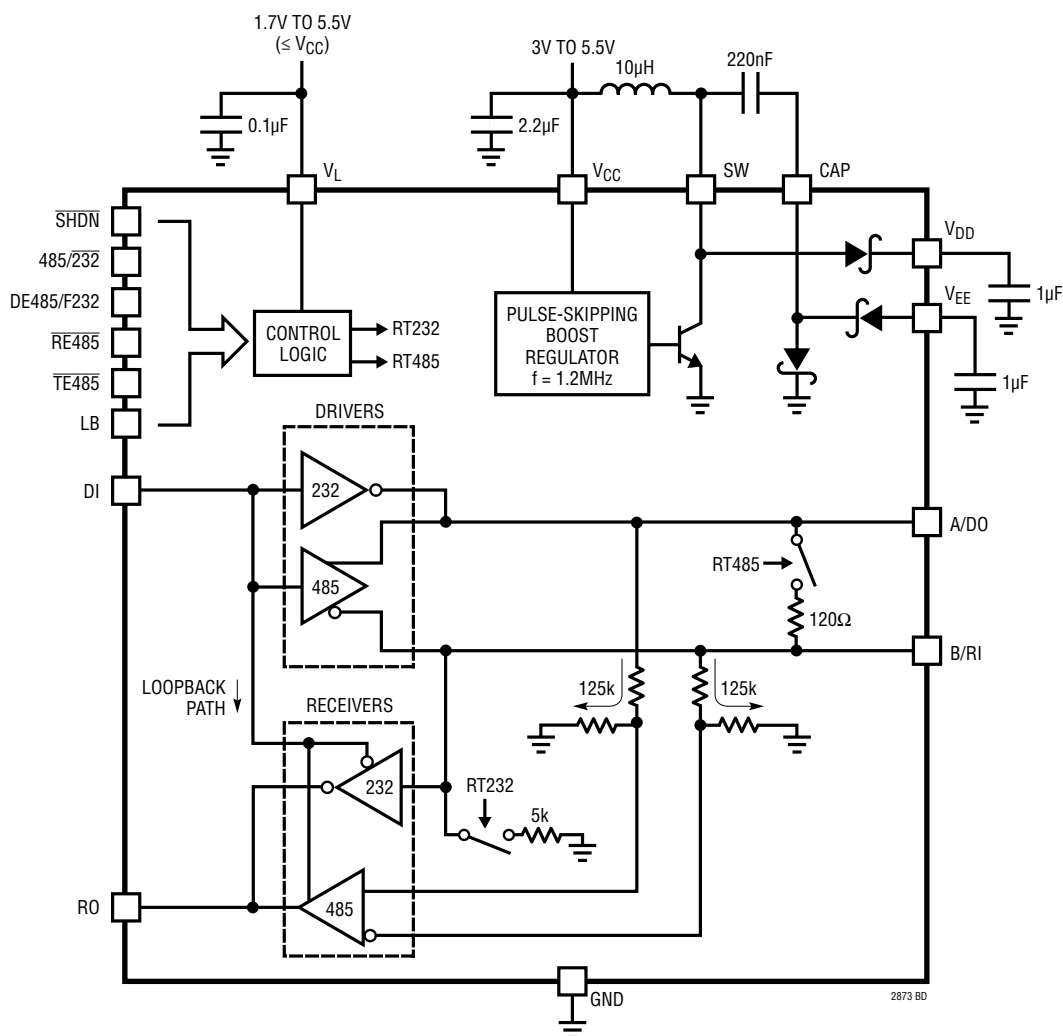 1.7V TO 5.5V
(≤ VCC)
3V TO 5.5V
10µH
220nF
0.1µF
2.2µF
VL
VCC
SW
CAP
SHDN
485/232
DE485/F232
RE485
TE485
LB
CONTROL
LOGIC
RT232
RT485
PULSE-SKIPPING
BOOST
REGULATOR
f = 1.2MHz
VDD
1µF
VEE
1µF
DRIVERS
DI
232
485
A/DO
RT485
120Ω
B/RI
LOOPBACK
PATH
125k
125k
RECEIVERS
232
RT232
5k
RO
485
GND
2873 BD